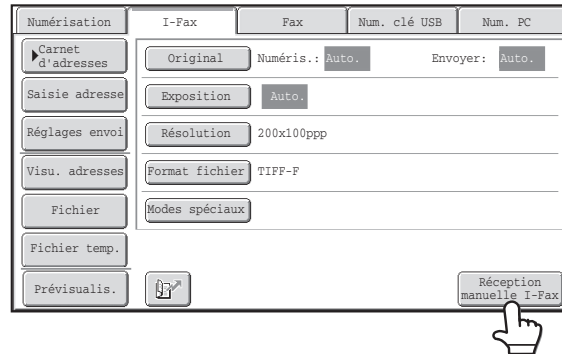 Numérisation I-Fax Fax Num. clé USB Num. PC
Carnet
d'adresses
Original Numéris.: Auto. Envoyer: Auto.
Saisie adresse
Exposition Auto.
Réglages envoi
Résolution 200x100ppp
Visu. adresses
Format fichier TIFF-F
Fichier
Modes spéciaux
Fichier temp.
Prévisualis.
Réception
manuelle I-Fax